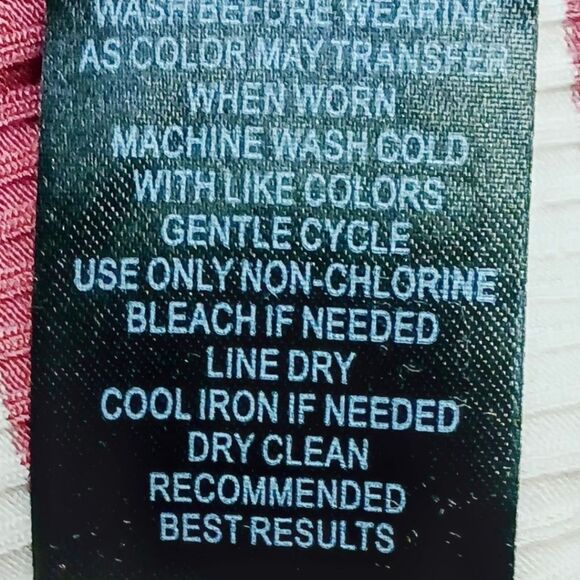 WASH BEFORE WEARING
AS COLOR MAY TRANSFER
WHEN WORN
MACHINE WASH COLD
WITH LIKE COLORS
GENTLE CYCLE
USE ONLY NON-CHLORINE
BLEACH IF NEEDED
LINE DRY
COOL IRON IF NEEDED
DRY CLEAN
RECOMMENDED
BEST RESULTS